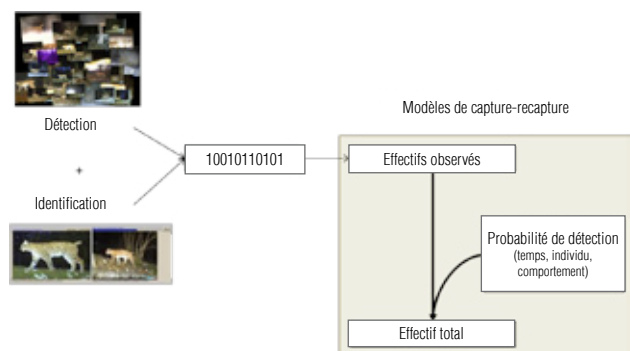 Détection
+
Identification
10010110101
Modèles de capture-recapture
Effectifs observés
Probabilité de détection
(temps, individu,
comportement)
Effectif total